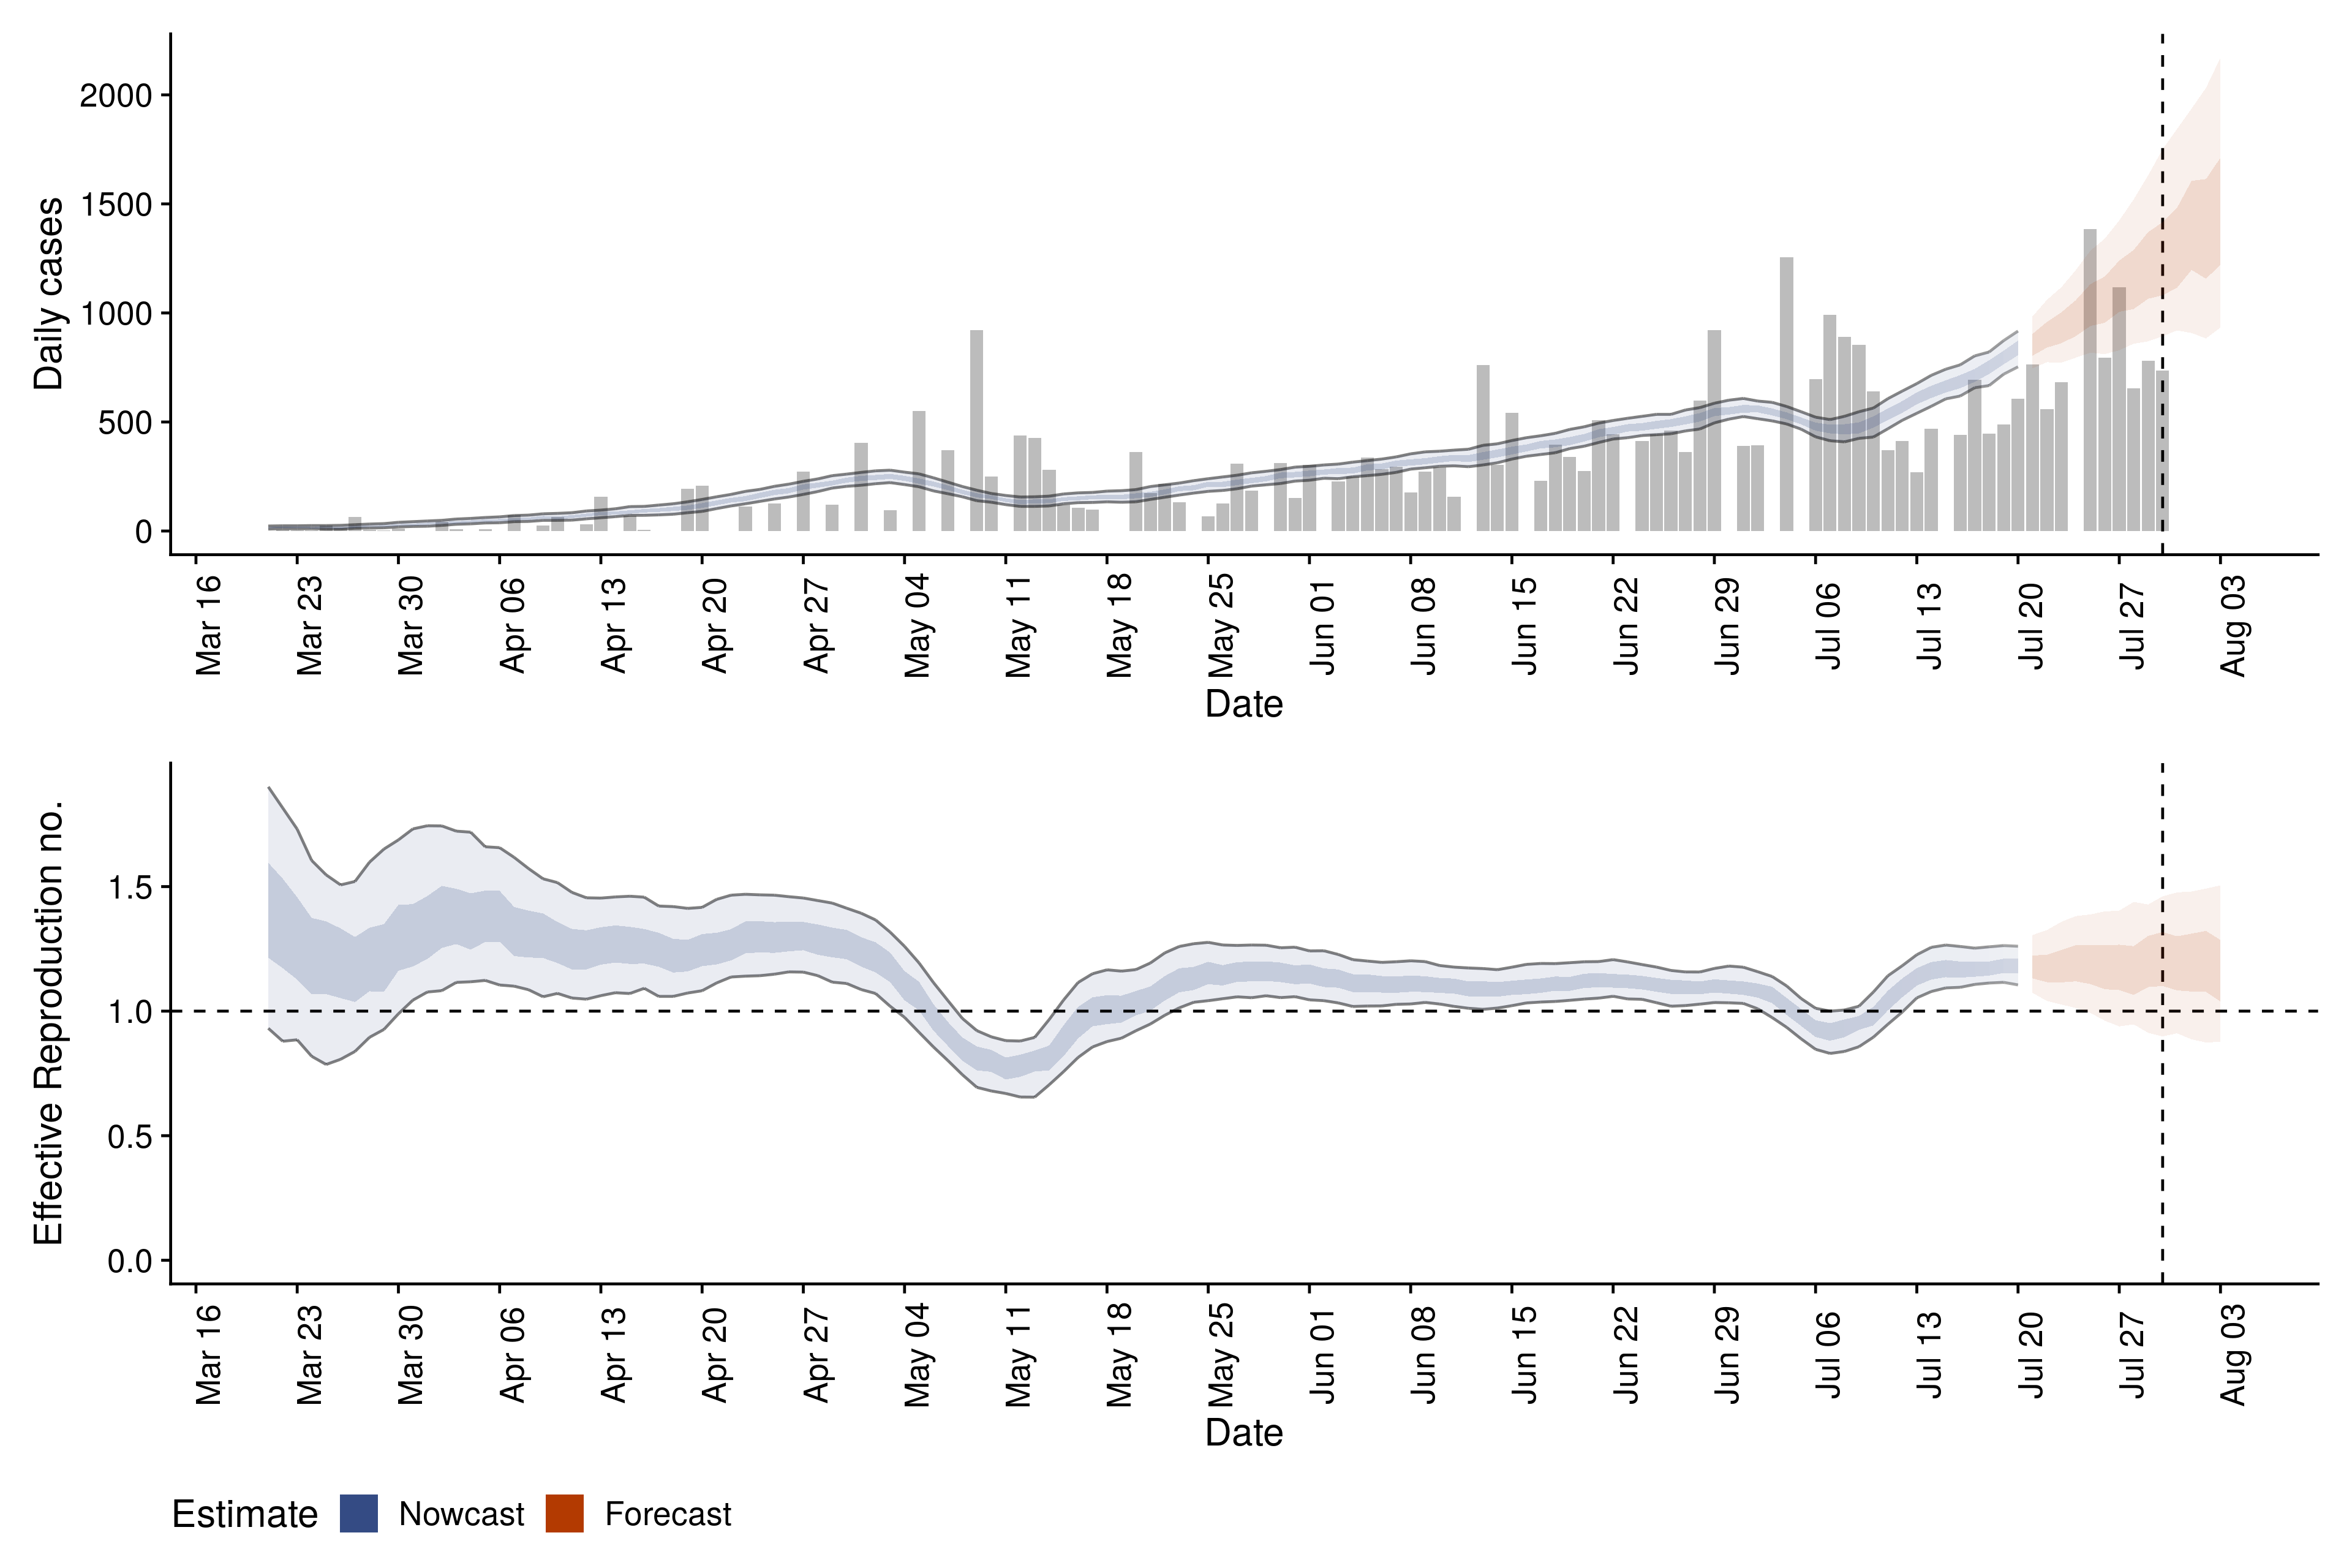 Daily cases
2000
1500
1000
500
0
Mar 16 Mar 23 Mar 30 Apr 06 Apr 13 Apr 20 Apr 27 May 04 May 11 May 18 May 25 Jun 01 Jun 08 Jun 15 Jun 22 Jun 29 Jul 06 Jul 13 Jul 20 Jul 27 Aug 03
Date
Effective Reproduction no.
1.5
1.0
0.5
0.0
Mar 16 Mar 23 Mar 30 Apr 06 Apr 13 Apr 20 Apr 27 May 04 May 11 May 18 May 25 Jun 01 Jun 08 Jun 15 Jun 22 Jun 29 Jul 06 Jul 13 Jul 20 Jul 27 Aug 03
Date
Estimate Nowcast Forecast